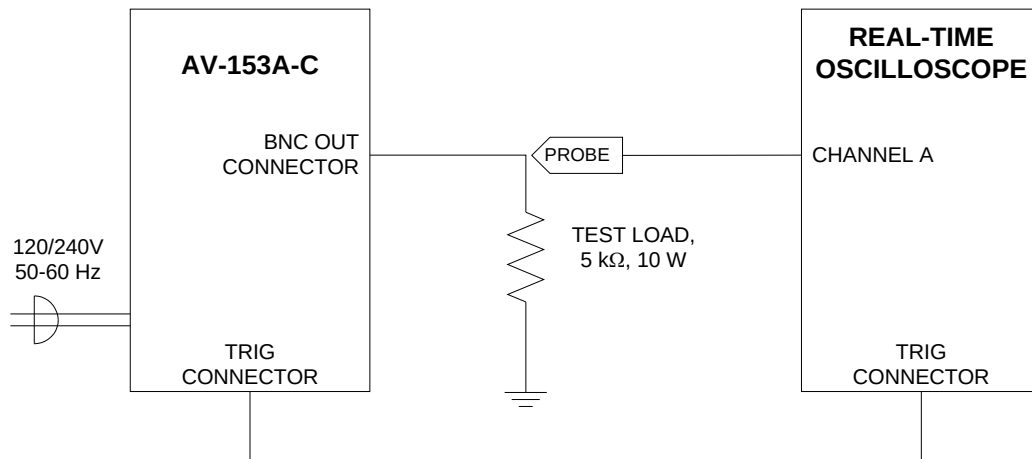 AV-153A-C
BNC OUT
CONNECTOR
PROBE
REAL-TIME
OSCILLOSCOPE
CHANNEL A
TEST LOAD,
5 kΩ, 10 W
120/240V
50-60 Hz
TRIG
CONNECTOR
TRIG
CONNECTOR